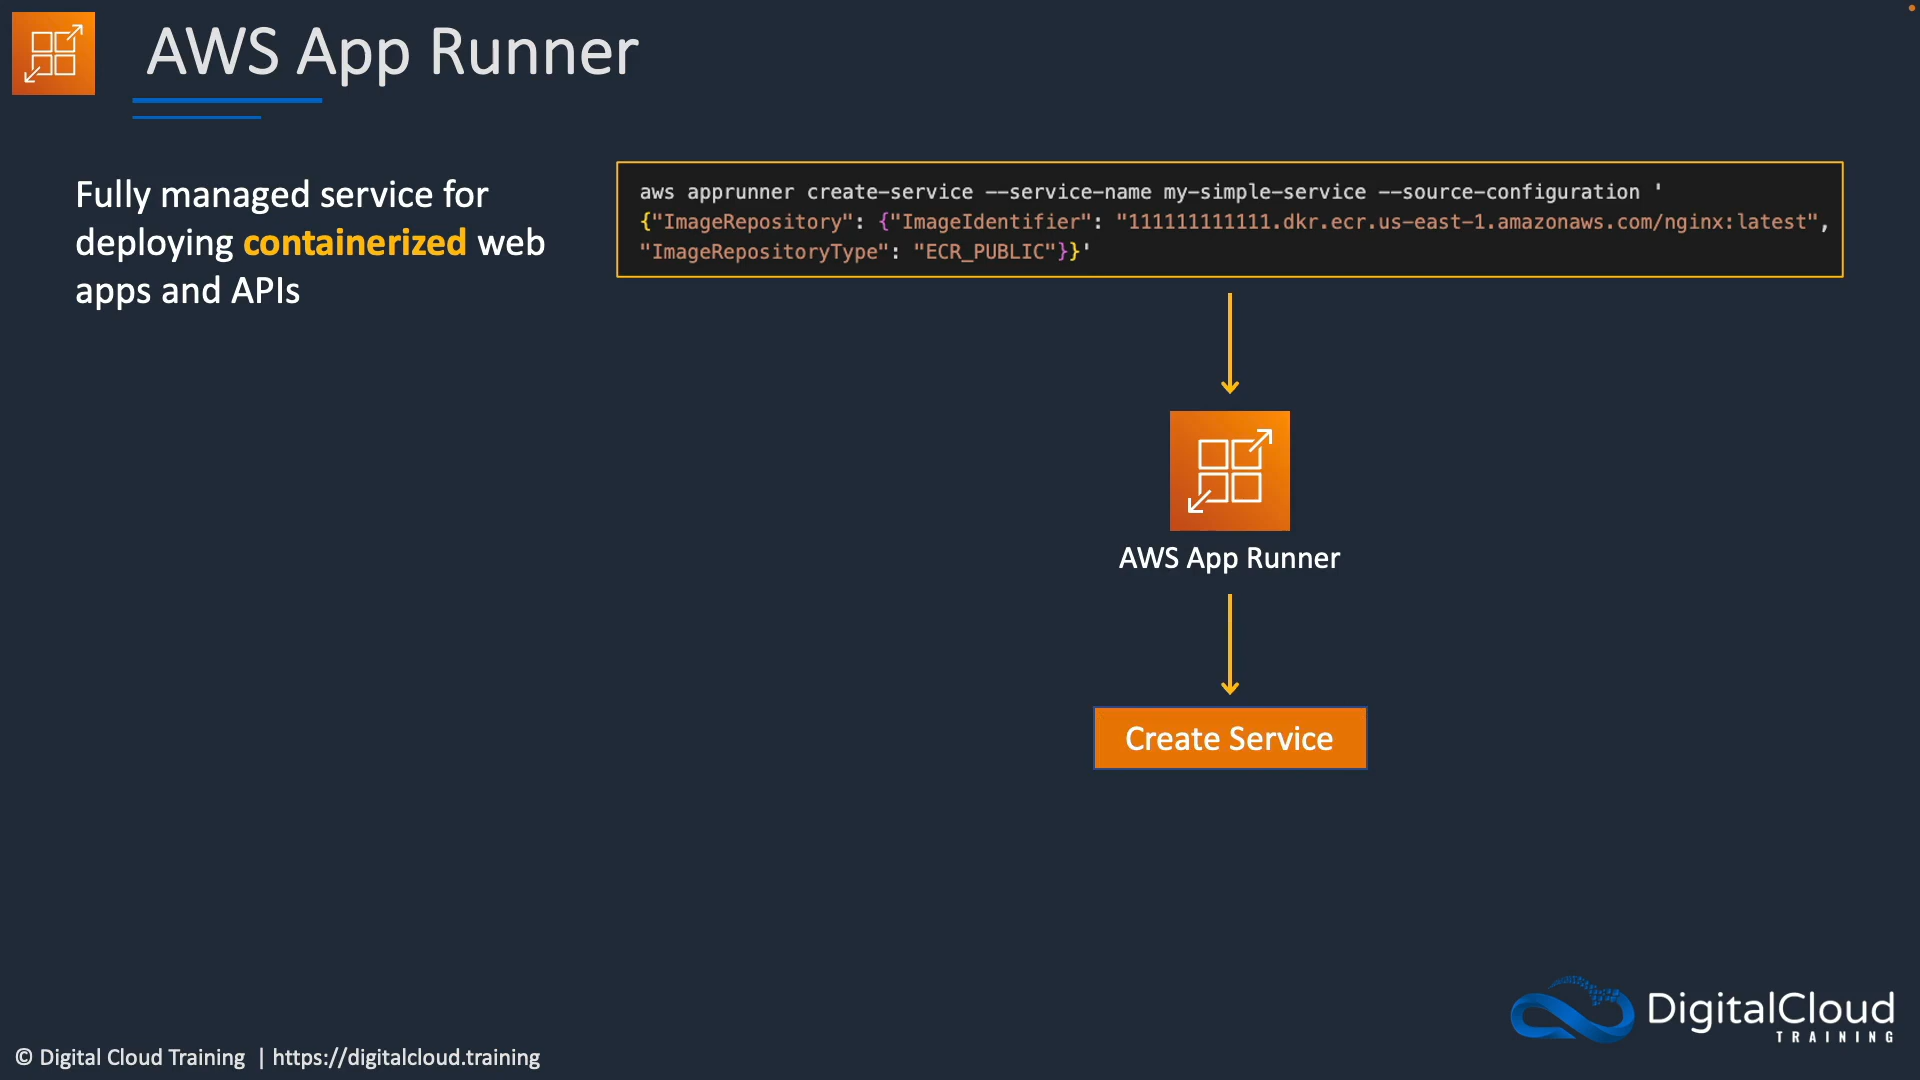 AWS App Runner
Fully managed service for
deploying containerized web
apps and APIs
aws apprunner create-service --service-name my-simple-service --source-configuration '
{"ImageRepository": {"ImageIdentifier": "111111111111.dkr.ecr.us-east-1.amazonaws.com/nginx:latest",
"ImageRepositoryType": "ECR_PUBLIC"}}'
AWS App Runner
Create Service
DigitalCloud
TRAINING
© Digital Cloud Training | https://digitalcloud.training